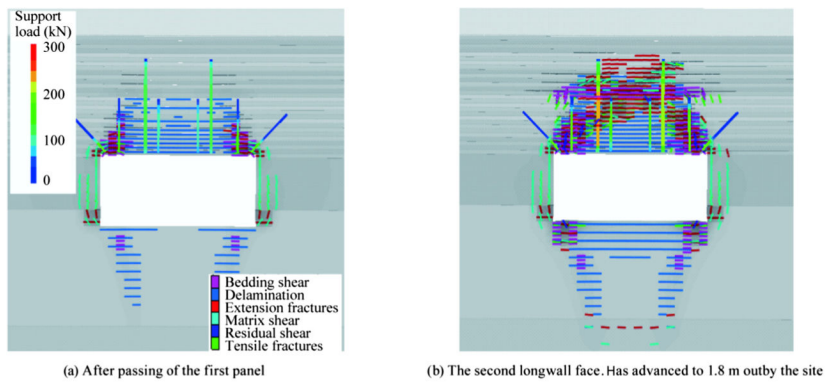 Support
load (kN)
300
200
100
0
Bedding shear
Delamination
Extension fractures
Matrix shear
Residual shear
Tensile fractures
(a) After passing of the first panel
(b) The second longwall face. Has advanced to 1.8 m outby the site